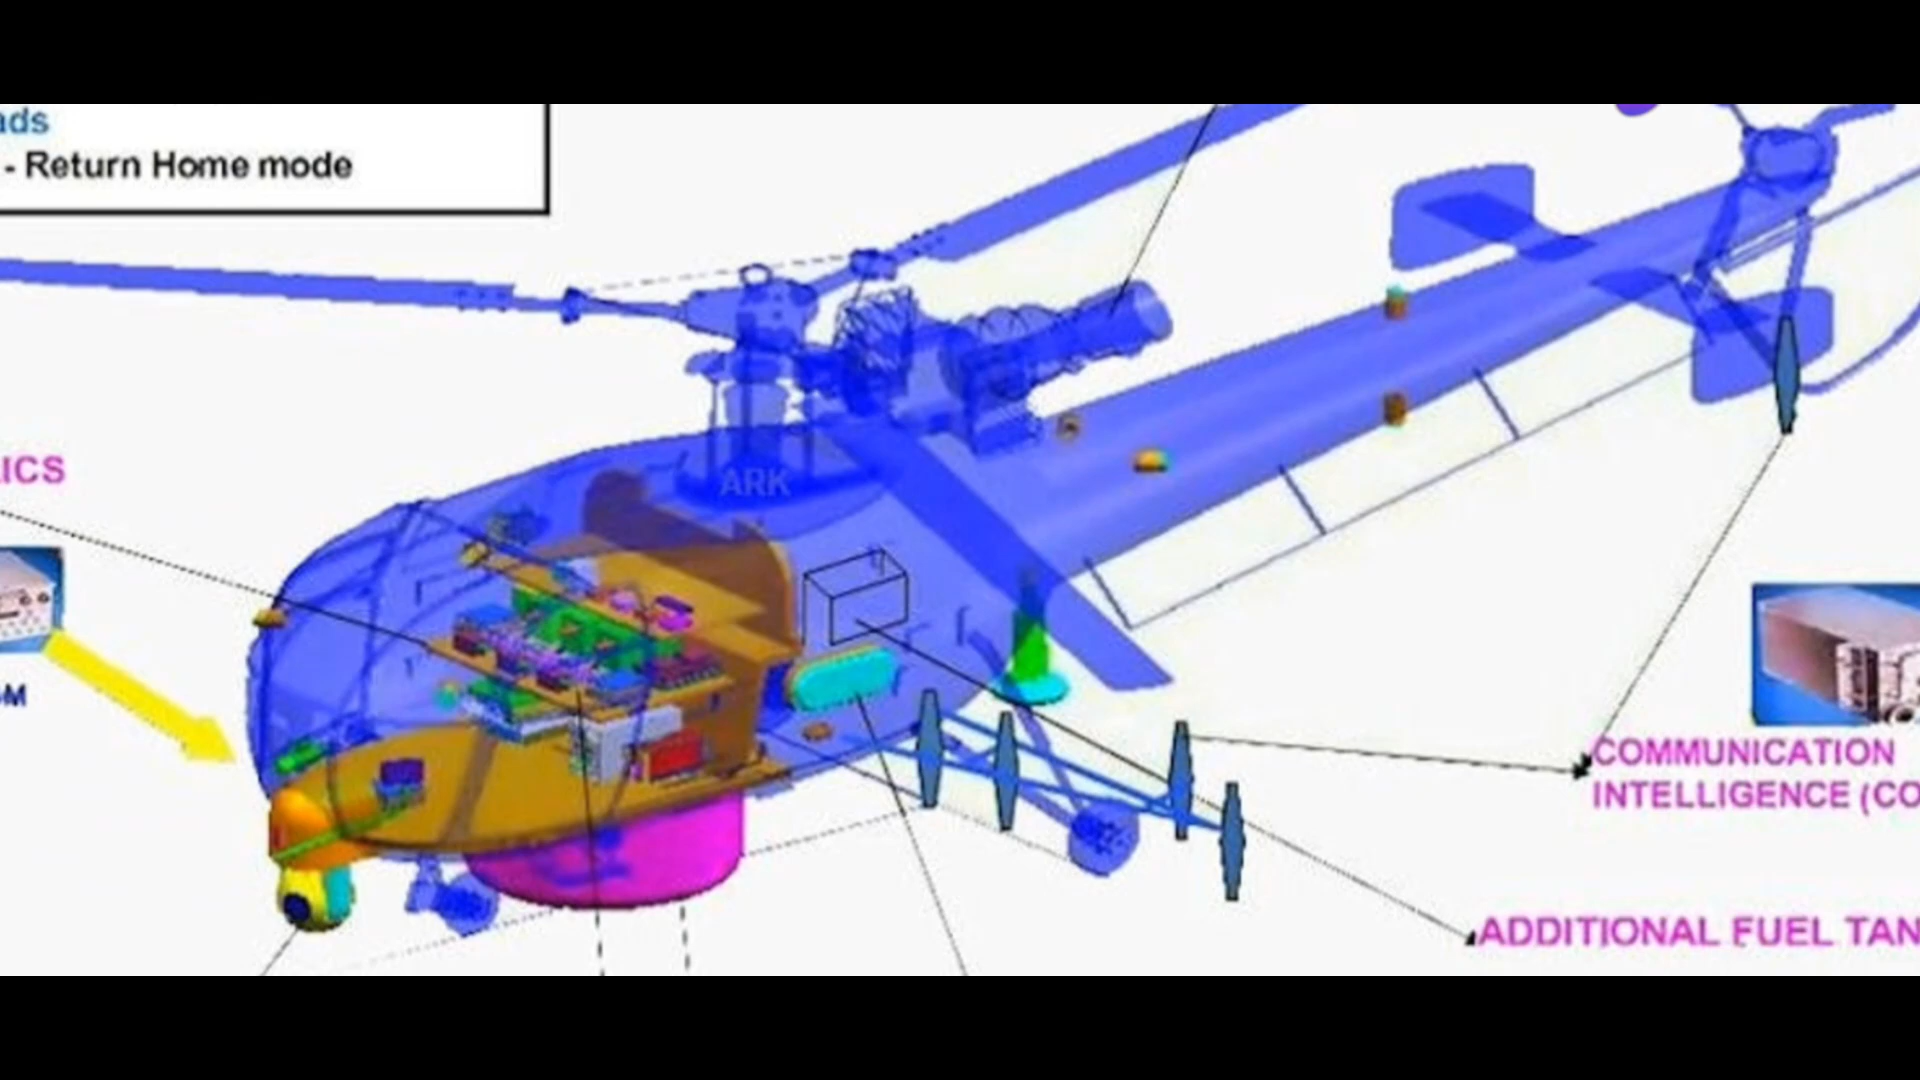 ads
- Return Home mode
ICS
ARK
M
COMMUNICATION
INTELLIGENCE (CO
ADDITIONAL FUEL TAN